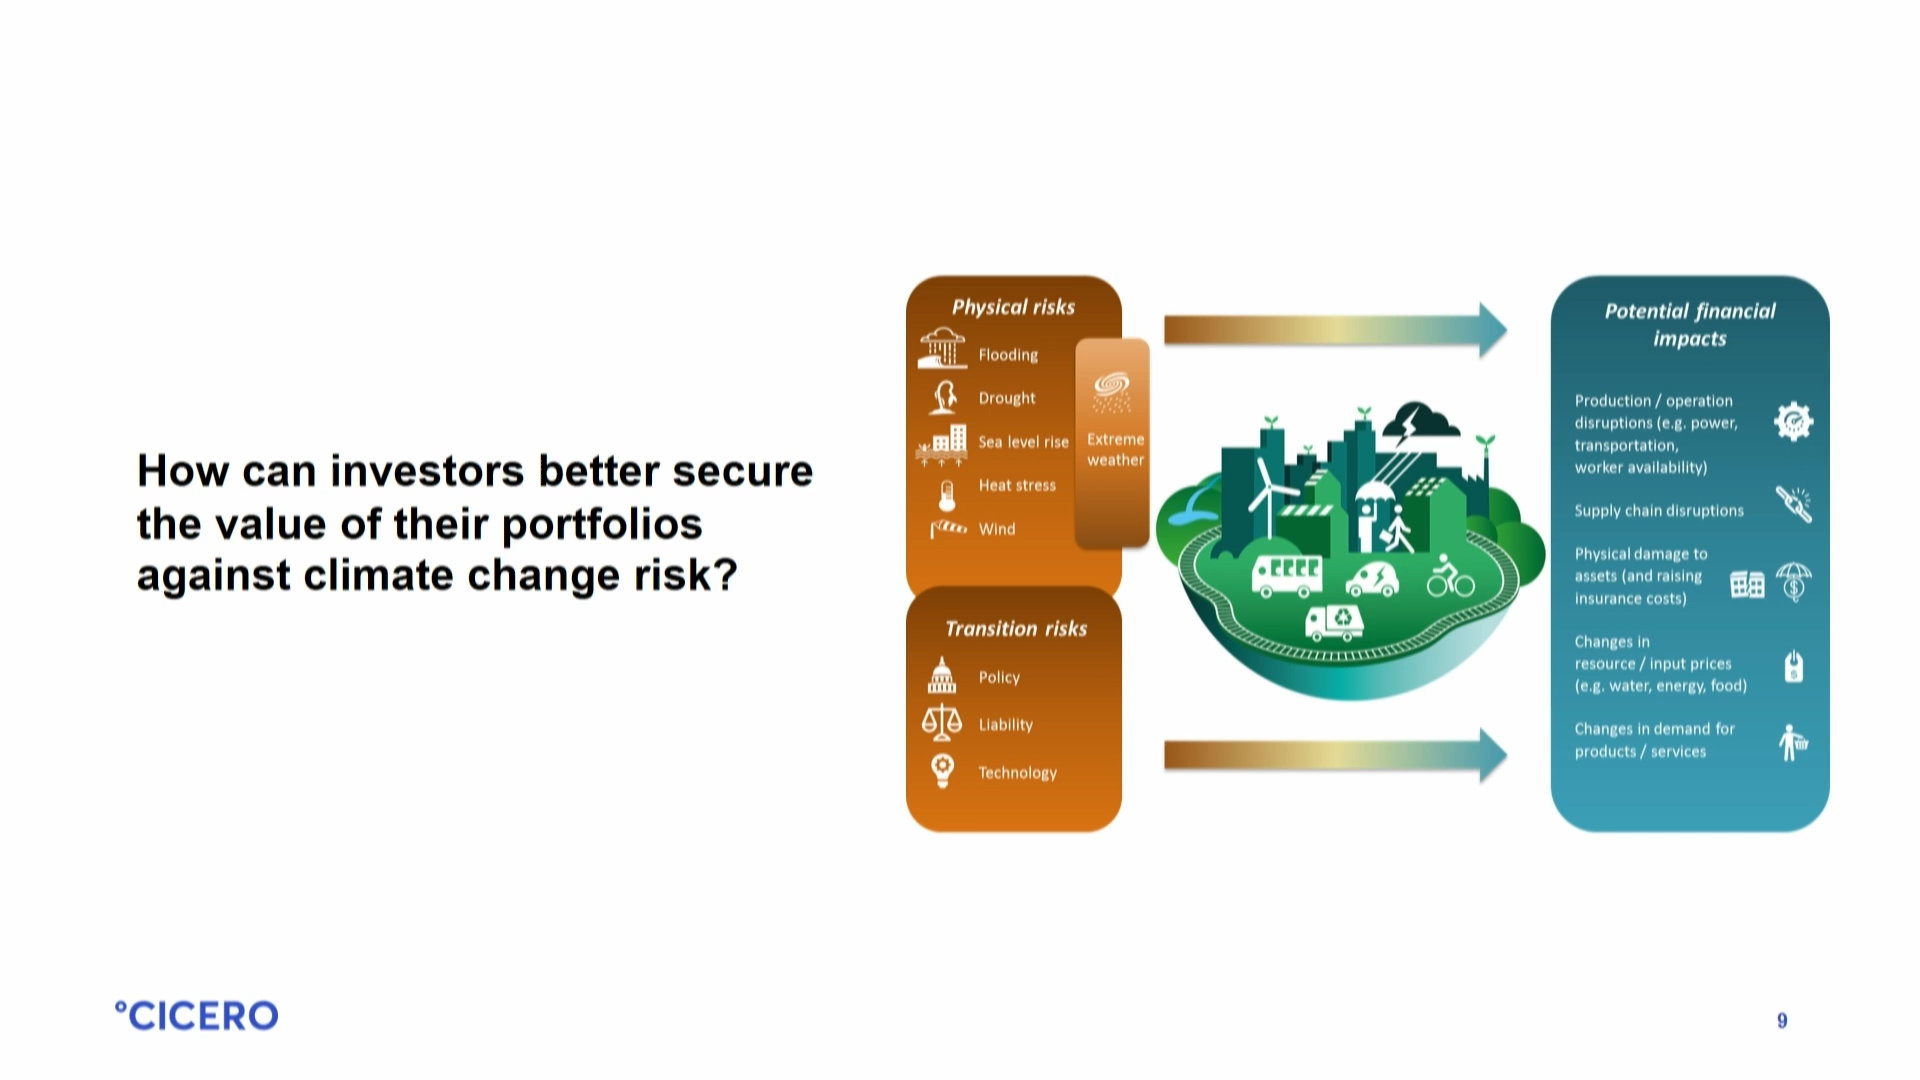 How can investors better secure
the value of their portfolios
against climate change risk?
Physical risks
Flooding
Drought
Sea level rise
Heat stress
Wind
Extreme
weather
Transition risks
Policy
Liability
Technology
Potential financial
impacts
Production / operation
disruptions (e.g. power,
transportation,
worker availability)
Supply chain disruptions
Physical damage to
assets (and raising
insurance costs)
Changes in
resource / input prices
(e.g. water, energy, food)
Changes in demand for
products / services
°CICERO
9